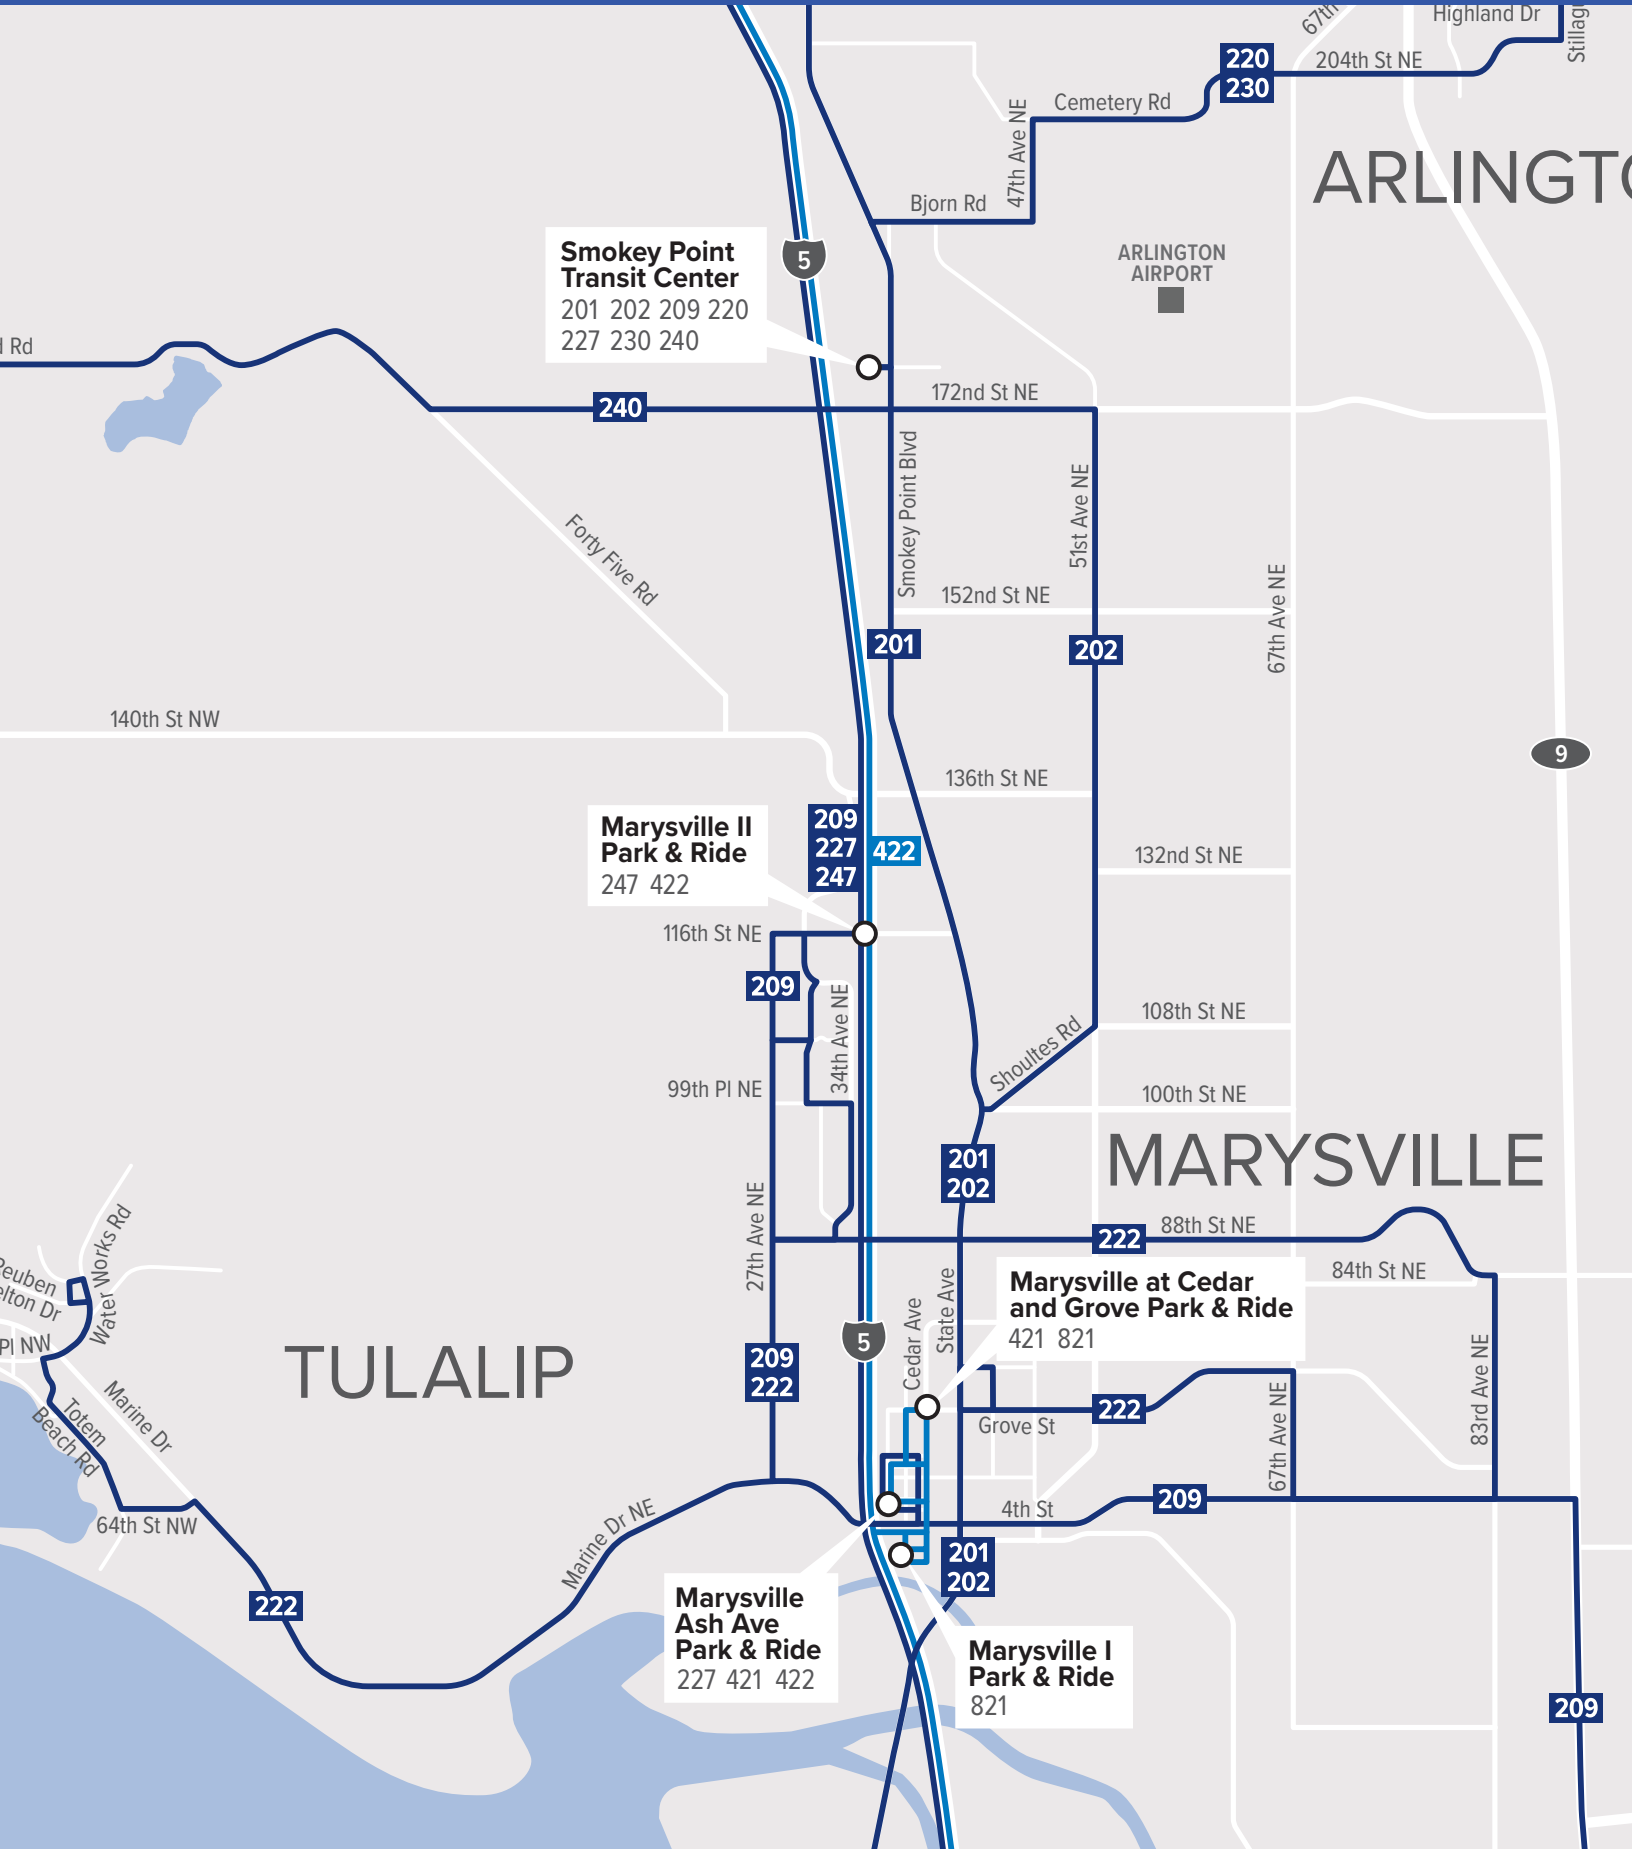 67th
Highland Dr
Stillag
220
230
204th St NE
Cemetery Rd
47th Ave NE
ARLINGTO
Bjorn Rd
ARLINGTON
AIRPORT
5
Smokey Point
Transit Center
201 202 209 220
227 230 240
Rd
240
172nd St NE
Smokey Point Blvd
51st Ave NE
Forty Five Rd
67th Ave NE
152nd St NE
201
202
140th St NW
9
136th St NE
209
227
247
422
Marysville II
Park & Ride
247 422
132nd St NE
116th St NE
209
34th Ave NE
108th St NE
Shoultes Rd
99th Pl NE
100th St NE
MARYSVILLE
201
202
27th Ave NE
Water Works Rd
222
88th St NE
Reuben
elton Dr
Marysville at Cedar
and Grove Park & Ride
421 821
84th St NE
State Ave
Cedar Ave
5
Pl NW
TULALIP
209
222
83rd Ave NE
67th Ave NE
Marine Dr
Totem
Beach Rd
222
Grove St
64th St NW
Marine Dr NE
4th St
209
201
202
222
Marysville
Ash Ave
Park & Ride
227 421 422
Marysville I
Park & Ride
821
209